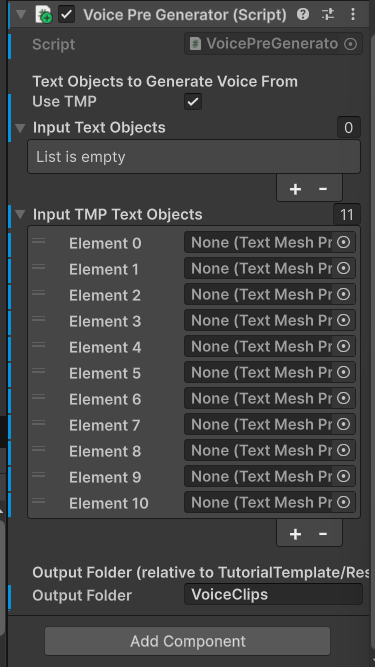 Voice Pre Generator (Script)
Script VoicePreGenerato
Text Objects to Generate Voice From
Use TMP
Input Text Objects 0
List is empty
+ -
Input TMP Text Objects 11
Element 0 None (Text Mesh Pr
Element 1 None (Text Mesh Pr
Element 2 None (Text Mesh Pr
Element 3 None (Text Mesh Pr
Element 4 None (Text Mesh Pr
Element 5 None (Text Mesh Pr
Element 6 None (Text Mesh Pr
Element 7 None (Text Mesh Pr
Element 8 None (Text Mesh Pr
Element 9 None (Text Mesh Pr
Element 10 None (Text Mesh Pr
+ -
Output Folder (relative to TutorialTemplate/Res
Output Folder VoiceClips
Add Component